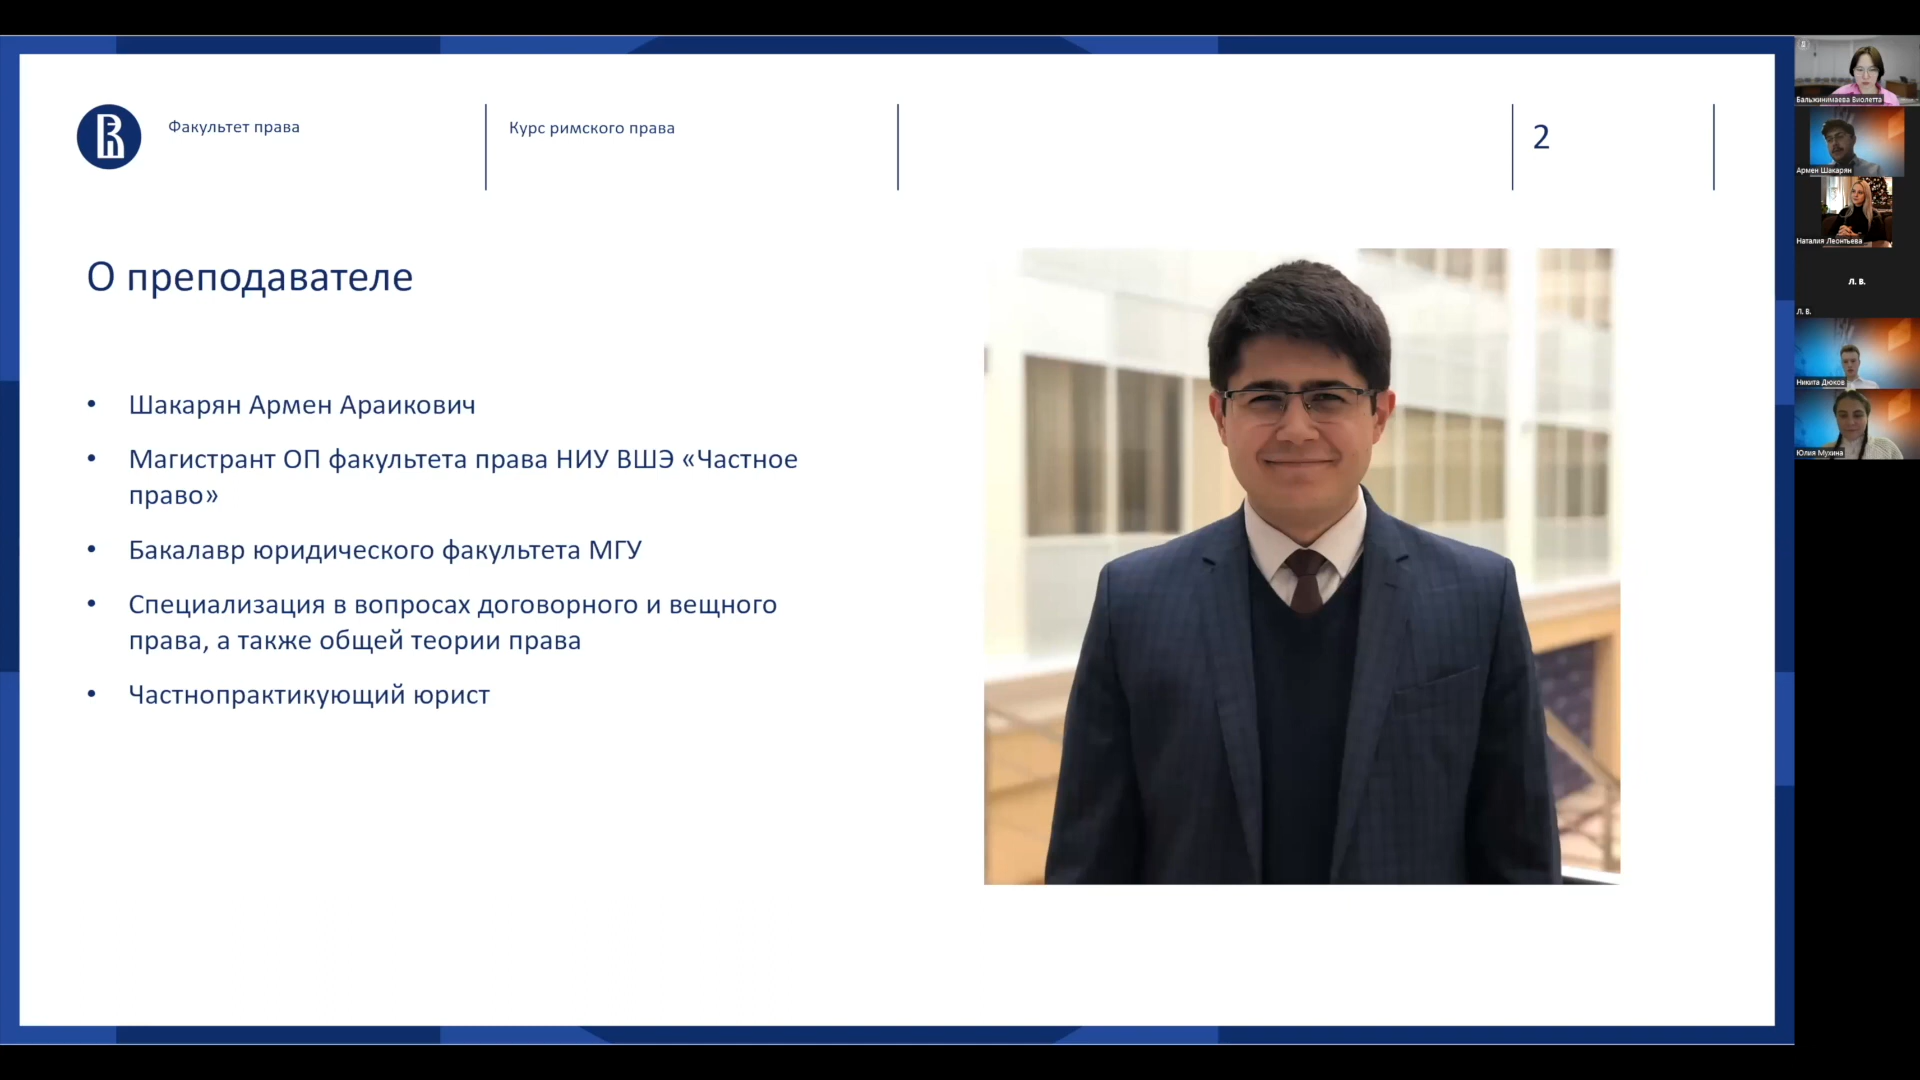 Факультет права
Курс римского права
2
О преподавателе
• Шакарян Армен Араикович
• Магистрант ОП факультета права НИУ ВШЭ «Частное
право»
• Бакалавр юридического факультета МГУ
• Специализация в вопросах договорного и вещного
права, а также общей теории права
• Частнопрактикующий юрист
Бальжинимаева Виолетта
Армен Шакарян
Наталия Леонтьева
Л. В.
Л. В.
Никита Дюков
Юлия Мухина